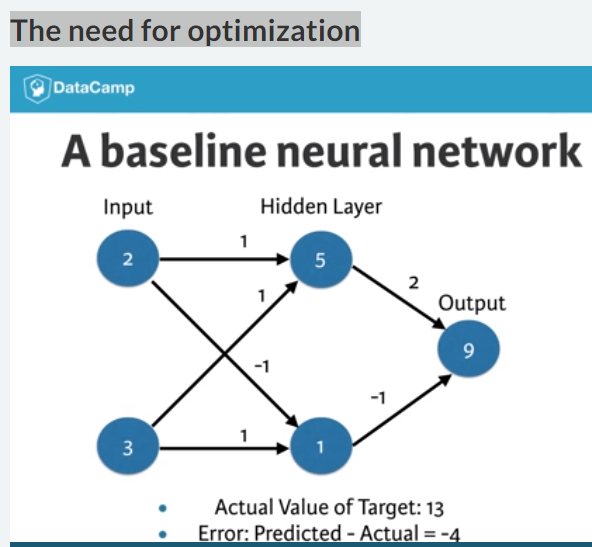 The need for optimization
DataCamp
A baseline neural network
Input
Hidden Layer
2
1
5
1
2
Output
9
-1
-1
3
1
1
• Actual Value of Target: 13
• Error: Predicted - Actual = -4